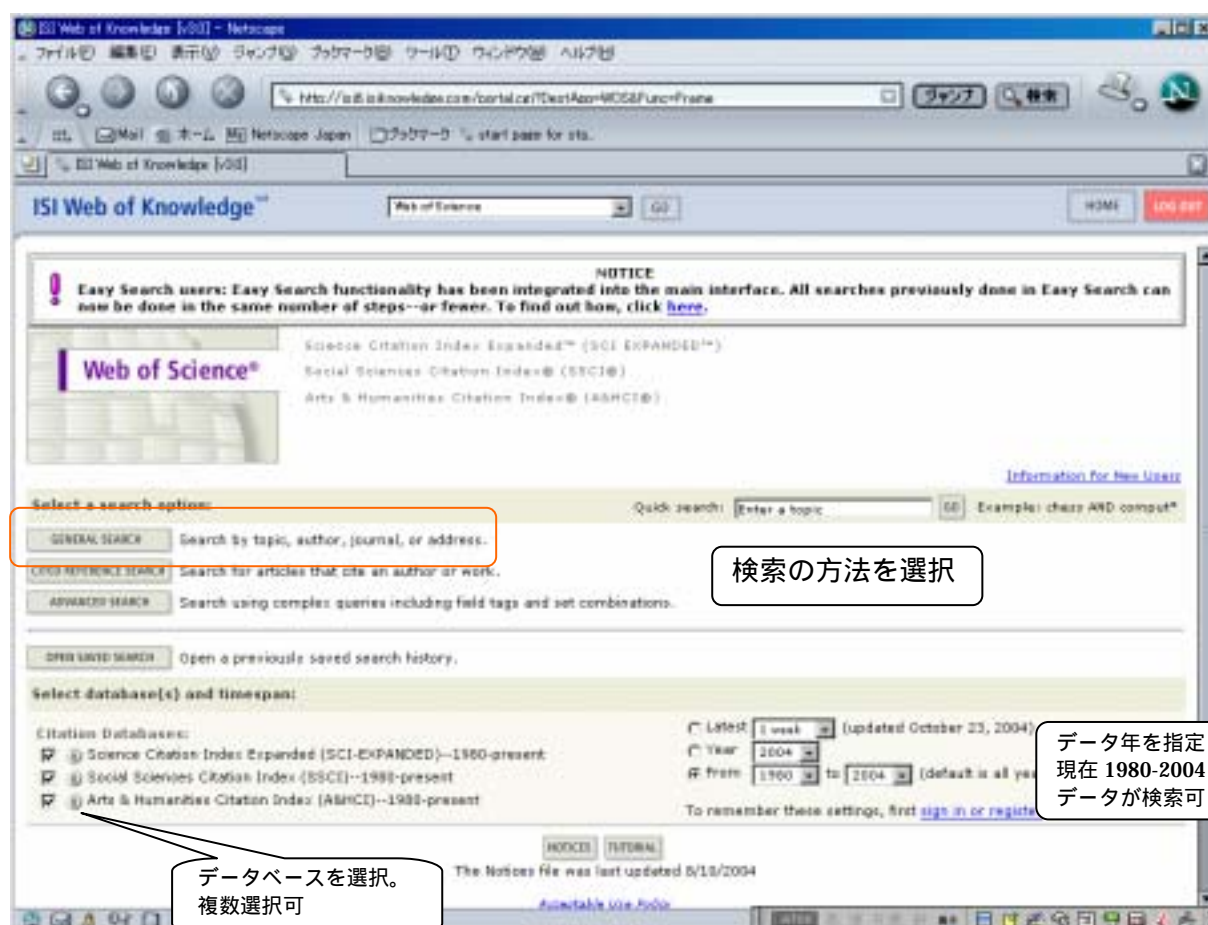 ISI Web of Knowledge [v3.0] - Netscape
ファイル(F) 編集(E) 表示(V) ジャンプ(G) ブックマーク(B) ツール(T) ウィンドウ(W) ヘルプ(H)
ジャンプ 検索
Mail ホーム Netscape Japan ブックマーク
ISI Web of Knowledge [v3.0]
ISI Web of Knowledge℠ Web of Science GO HOME LOG OUT
NOTICE
Easy Search users: Easy Search functionality has been integrated into the main interface. All searches previously done in Easy Search can
now be done in the same number of steps--or fewer. To find out how, click here.
Web of Science®
Science Citation Index Expanded™ (SCI EXPANDED™)
Social Sciences Citation Index® (SSCI®)
Arts & Humanities Citation Index® (A&HCI®)
Information for New Users
Select a search option: Quick search: Enter a topic GO Example: chess AND comput*
GENERAL SEARCH Search by topic, author, journal, or address.
検索の方法を選択
CITED REFERENCE SEARCH Search for articles that cite an author or work.
ADVANCED SEARCH Search using complex queries including field tags and set combinations.
OPEN SAVED SEARCH Open a previously saved search history.
Select database(s) and timespan:
Citation Databases:
Science Citation Index Expanded (SCI-EXPANDED)--1980-present
Social Sciences Citation Index (SSCI)--1980-present
Arts & Humanities Citation Index (A&HCI)--1980-present
Latest 1 week (updated October 23, 2004)
Year 2004
From 1980 to 2004 (default is all
To remember these settings, first sign in or
データ年を指定
現在 1980-2004
データが検索可
NOTICES TUTORIAL
The Notices file was last updated 8/18/2004
Acceptable Use Policy
データベースを選択。
複数選択可